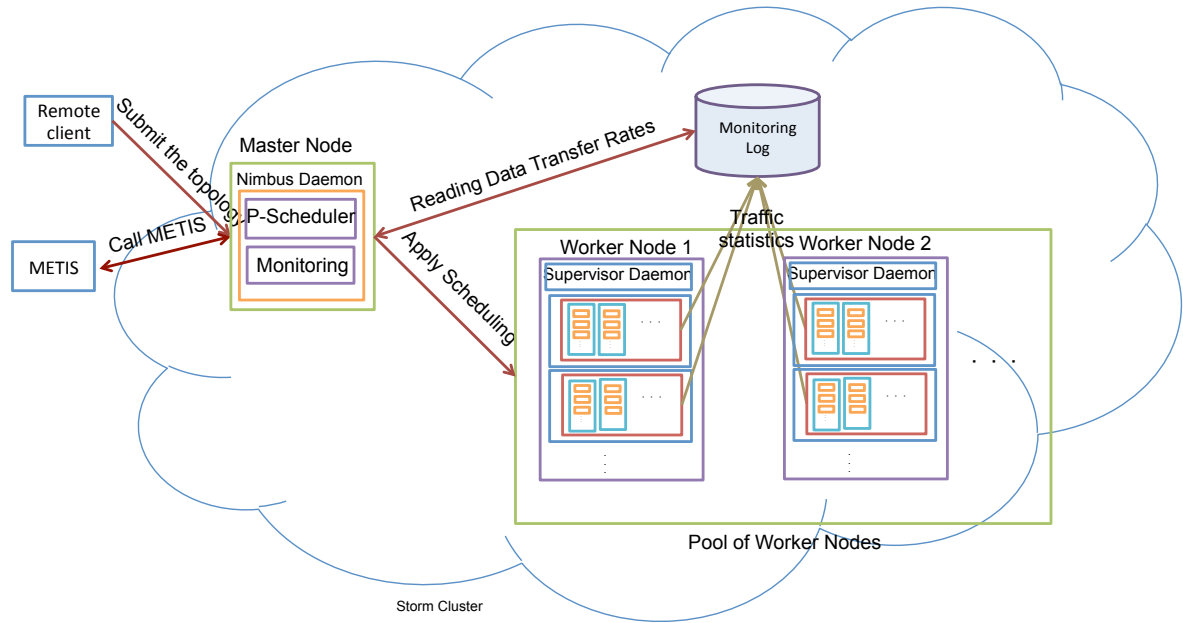 Remote
client
Submit the topology
Master Node
Nimbus Daemon
P-Scheduler
Monitoring
Call METIS
METIS
Reading Data Transfer Rates
Monitoring
Log
Apply Scheduling
Traffic
statistics
Worker Node 1
Supervisor Daemon
. . .
. . .
Worker Node 2
Supervisor Daemon
. . .
. . .
. . .
Pool of Worker Nodes
Storm Cluster